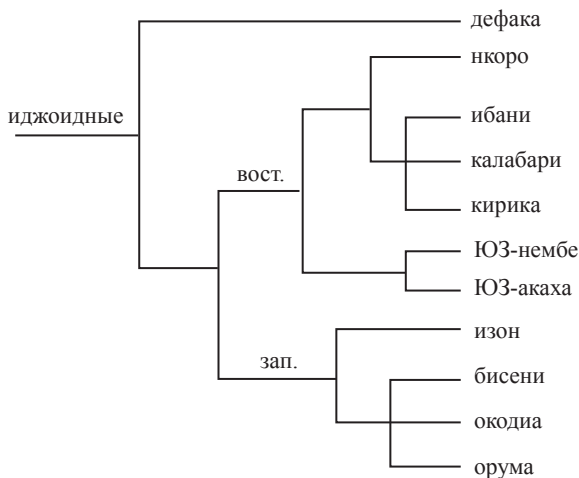 дефака
нкоро
иджоидные
ибани
калабари
вост.
кирика
ЮЗ-нембе
ЮЗ-акаха
изон
зап.
бисени
окодиа
орума